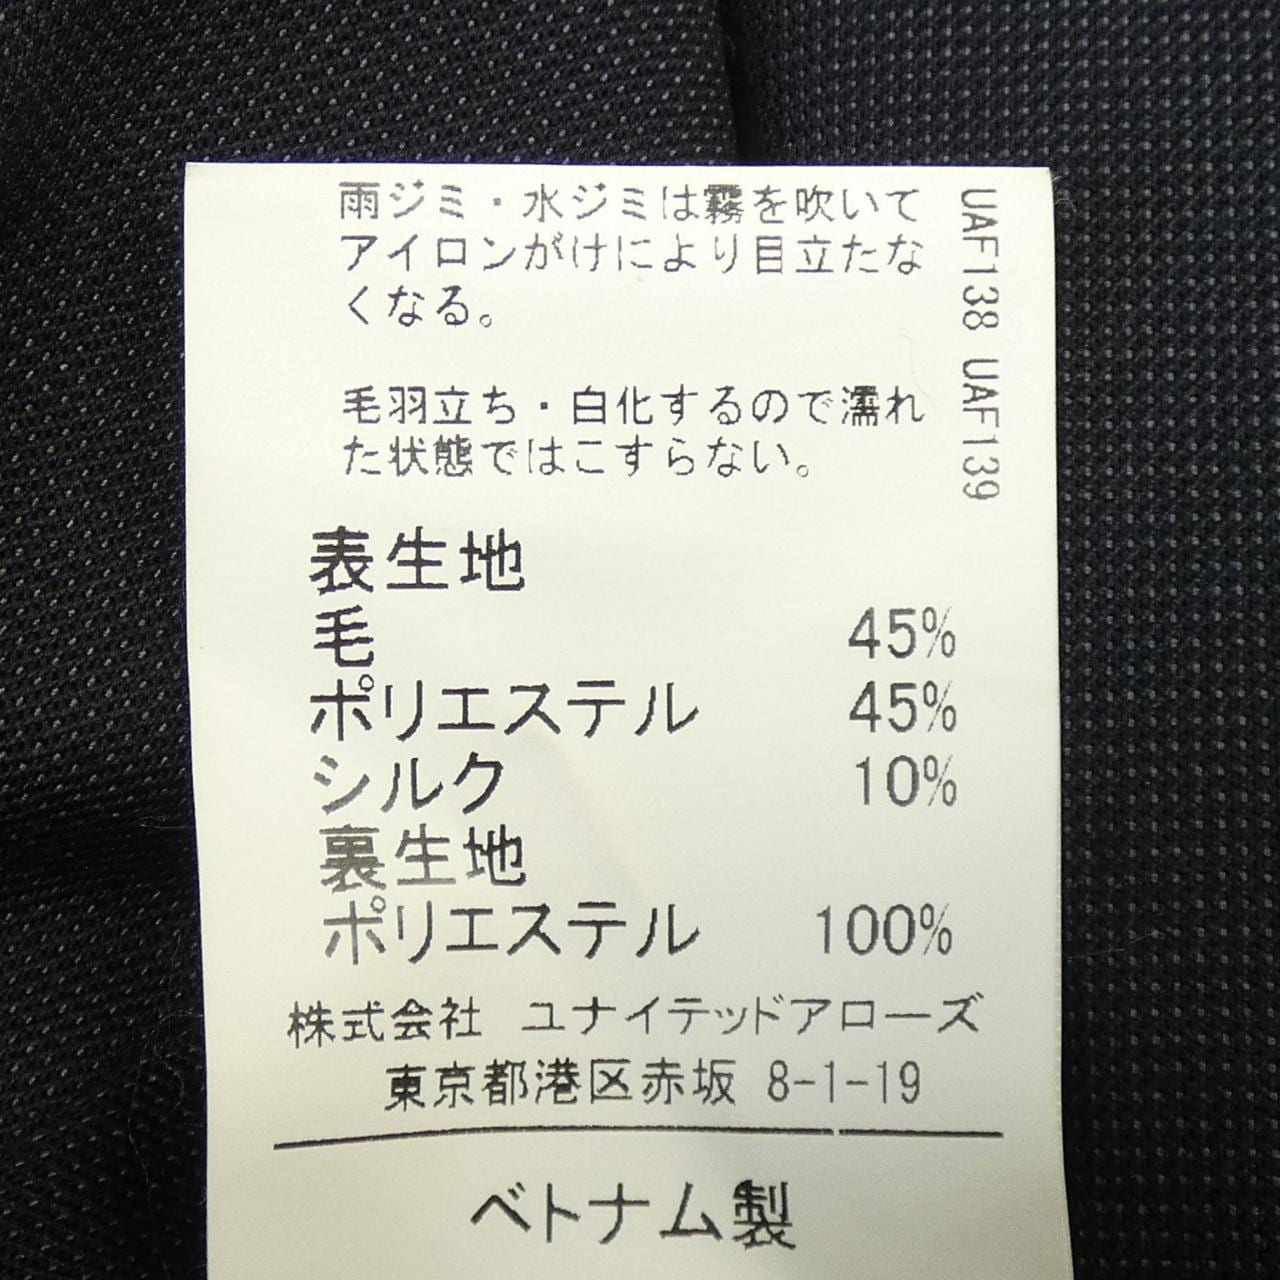 雨ジミ・水ジミは霧を吹いて
アイロンがけにより目立たな
くなる。
毛羽立ち・白化するので濡れ
た状態ではこすらない。
UAF138 UAF139
表生地
毛 45%
ポリエステル 45%
シルク 10%
裏生地
ポリエステル 100%
株式会社 ユナイテッドアローズ
東京都港区赤坂 8-1-19
ベトナム製